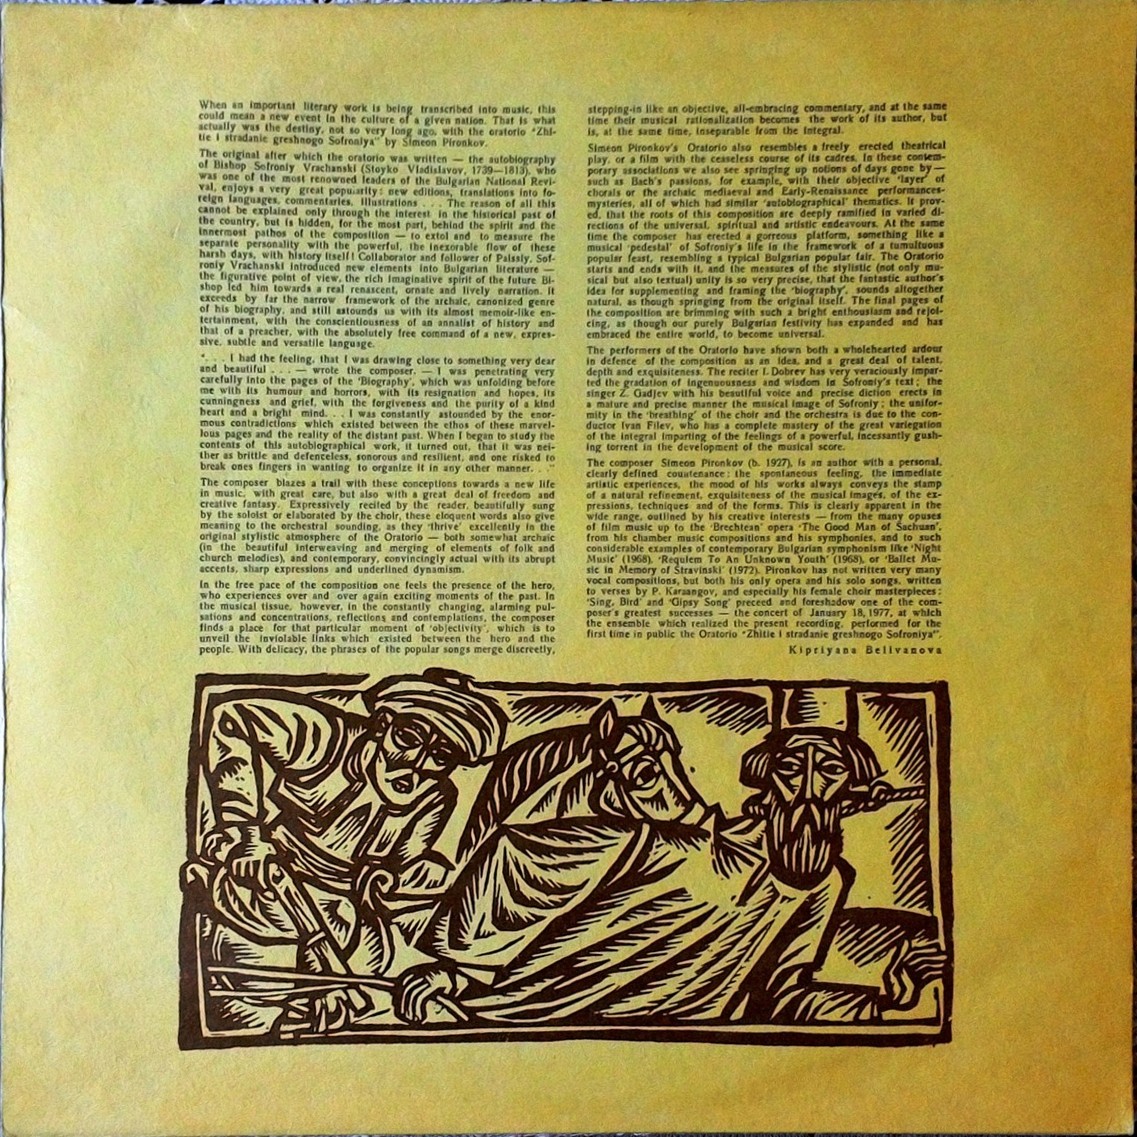 When an important literary work is being transcribed into music, this
could mean a new event in the culture of a given nation. That is what
actually was the destiny, not so very long ago, with the oratorio "Zhi-
tie i stradanie greshnogo Sofroniya" by Simeon Pironkov.
The original after which the oratorio was written — the autobiography
of Bishop Sofroniy Vrachanski (Stoyko Vladislavov, 1739—1813), who
was one of the most renowned leaders of the Bulgarian National Revi-
val, enjoys a very great popularity: new editions, translations into fo-
reign languages, commentaries, illustrations . . . The reason of all this
cannot be explained only through the interest in the historical past of
the country, but is hidden, for the most part, behind the spirit and the
innermost pathos of the composition — to extol and to measure the
separate personality with the powerful, the inexorable flow of these
harsh days, with history itself! Collaborator and follower of Paissiy, Sof-
roniy Vrachanski introduced new elements into Bulgarian literature —
the figurative point of view, the rich imaginative spirit of the future Bi-
shop led him towards a real renascent, ornate and lively narration. It
exceeds by far the narrow framework of the archaic, canonized genre
of his biography, and still astounds us with its almost memoir-like en-
tertainment, with the conscientiousness of an annalist of history and
that of a preacher, with the absolutely free command of a new, expres-
sive, subtle and versatile language.
". . . I had the feeling, that I was drawing close to something very dear
and beautiful . . . — wrote the composer. — I was penetrating very
carefully into the pages of the 'Biography', which was unfolding before
me with its humour and horrors, with its resignation and hopes, its
cunningness and grief, with the forgiveness and the purity of a kind
heart and a bright mind. . . I was constantly astounded by the enor-
mous contradictions which existed between the ethos of these marvel-
lous pages and the reality of the distant past. When I began to study the
contents of this autobiographical work, it turned out, that it was nei-
ther as brittle and defenceless, sonorous and resilient, and one risked to
break ones fingers in wanting to organize it in any other manner. . ."
The composer blazes a trail with these conceptions towards a new life
in music, with great care, but also with a great deal of freedom and
creative fantasy. Expressively recited by the reader, beautifully sung
by the soloist or elaborated by the choir, these eloquent words also give
meaning to the orchestral sounding, as they 'thrive' excellently in the
original stylistic atmosphere of the Oratorio — both somewhat archaic
(in the beautiful interweaving and merging of elements of folk and
church melodies), and contemporary, convincingly actual with its abrupt
accents, sharp expressions and underlined dynamism.
In the free pace of the composition one feels the presence of the hero,
who experiences over and over again exciting moments of the past. In
the musical tissue, however, in the constantly changing, alarming pul-
sations and concentrations, reflections and contemplations, the composer
finds a place for that particular moment of 'objectivity', which is to
unveil the inviolable links which existed between the hero and the
people. With delicacy, the phrases of the popular songs merge discreetly,
stepping-in like an objective, all-embracing commentary, and at the same
time their musical rationalization becomes the work of its author, but
is, at the same time, inseparable from the integral.
Simeon Pironkov's Oratorio also resembles a freely erected theatrical
play, or a film with the ceaseless course of its cadres. In these contem-
porary associations we also see springing up notions of days gone by —
such as Bach's passions, for example, with their objective 'layer' of
chorals or the archaic mediaeval and Early-Renaissance performances-
mysteries, all of which had similar 'autobiographical' thematics. It prov-
ed, that the roots of this composition are deeply ramified in varied di-
rections of the universal, spiritual and artistic endeavours. At the same
time the composer has erected a gorreous platform, something like a
musical 'pedestal' of Sofroniy's life in the framework of a tumultuous
popular feast, resembling a typical Bulgarian popular fair. The Oratorio
starts and ends with it, and the measures of the stylistic (not only mu-
sical but also textual) unity is so very precise, that the fantastic author's
idea for supplementing and framing the 'biography', sounds altogether
natural, as though springing from the original itself. The final pages of
the composition are brimming with such a bright enthusiasm and rejoi-
cing, as though our purely Bulgarian festivity has expanded and has
embraced the entire world, to become universal.
The performers of the Oratorio have shown both a wholehearted ardour
in defence of the composition as an idea, and a great deal of talent,
depth and exquisiteness. The reciter I. Dobrev has very veraciously impar-
ted the gradation of ingenuousness and wisdom in Sofroniy's text; the
singer Z. Gadjev with his beautiful voice and precise diction erects in
a mature and precise manner the musical image of Sofroniy; the unifor-
mity in the 'breathing' of the choir and the orchestra is due to the con-
ductor Ivan Filev, who has a complete mastery of the great variegation
of the integral imparting of the feelings of a powerful, incessantly gush-
ing torrent in the development of the musical score.
The composer Simeon Pironkov (b. 1927), is an author with a personal,
clearly defined countenance: the spontaneous feeling, the immediate
artistic experiences, the mood of his works always conveys the stamp
of a natural refinement, exquisiteness of the musical images, of the ex-
pressions, techniques and of the forms. This is clearly apparent in the
wide range, outlined by his creative interests — from the many opuses
of film music up to the 'Brechtean' opera 'The Good Man of Sachuan',
from his chamber music compositions and his symphonies, and to such
considerable examples of contemporary Bulgarian symphonism like 'Night
Music' (1968), 'Requiem To An Unknown Youth' (1968), or 'Ballet Mu-
sic in Memory of Stravinski' (1972). Pironkov has not written very many
vocal compositions, but both his only opera and his solo songs, written
to verses by P. Karaangov, and especially his female choir masterpieces:
'Sing, Bird' and 'Gipsy Song' preceed and foreshadow one of the com-
poser's greatest successes — the concert of January 18, 1977, at which
the ensemble which realized the present recording, performed for the
first time in public the Oratorio "Zhitie i stradanie greshnogo Sofroniya".
Kipriyana Belivanova